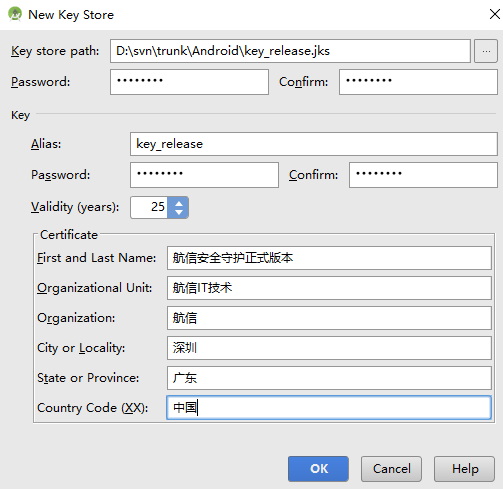 New Key Store
Key store path: D:\svn\trunk\Android\key_release.jks ...
Password: •••••••• Confirm: ••••••••
Key
Alias: key_release
Password: •••••••• Confirm: ••••••••
Validity (years): 25
Certificate
First and Last Name: 航信安全守护正式版本
Organizational Unit: 航信IT技术
Organization: 航信
City or Locality: 深圳
State or Province: 广东
Country Code (XX): 中国
OK Cancel Help